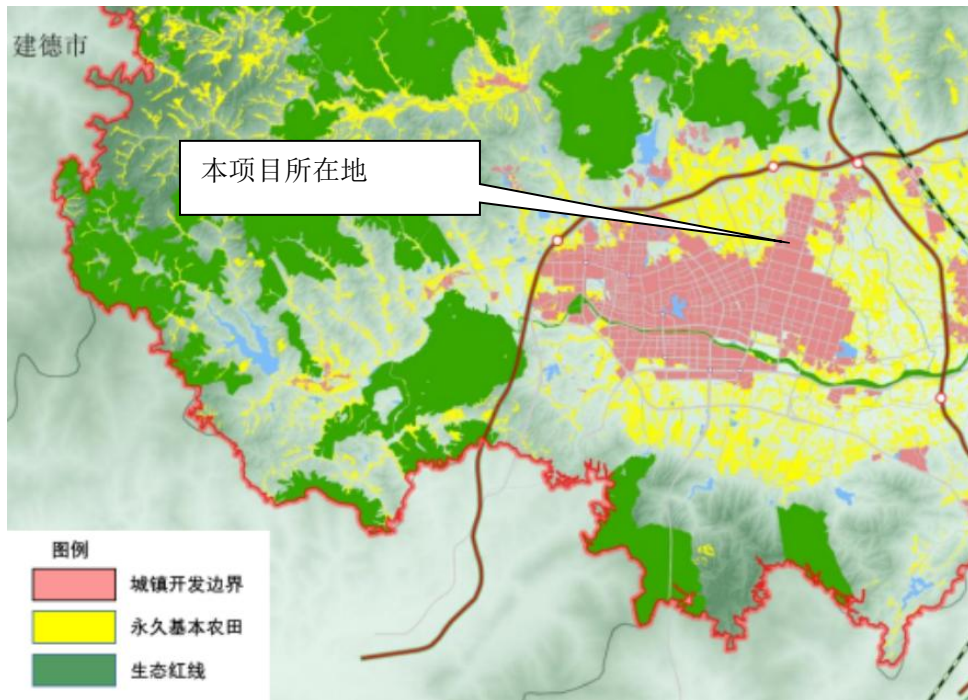 建德市
本项目所在地
图例
城镇开发边界
永久基本农田
生态红线